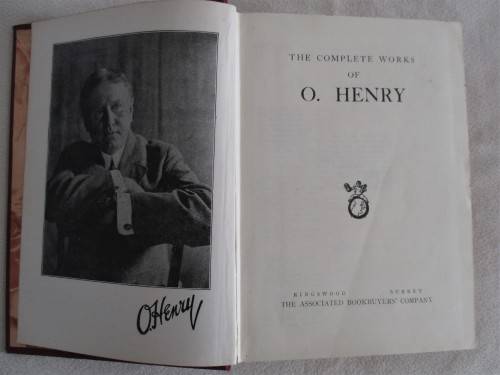 O. Henry
THE COMPLETE WORKS
OF
O. HENRY
KINGSWOOD SURREY
THE ASSOCIATED BOOKBUYERS' COMPANY